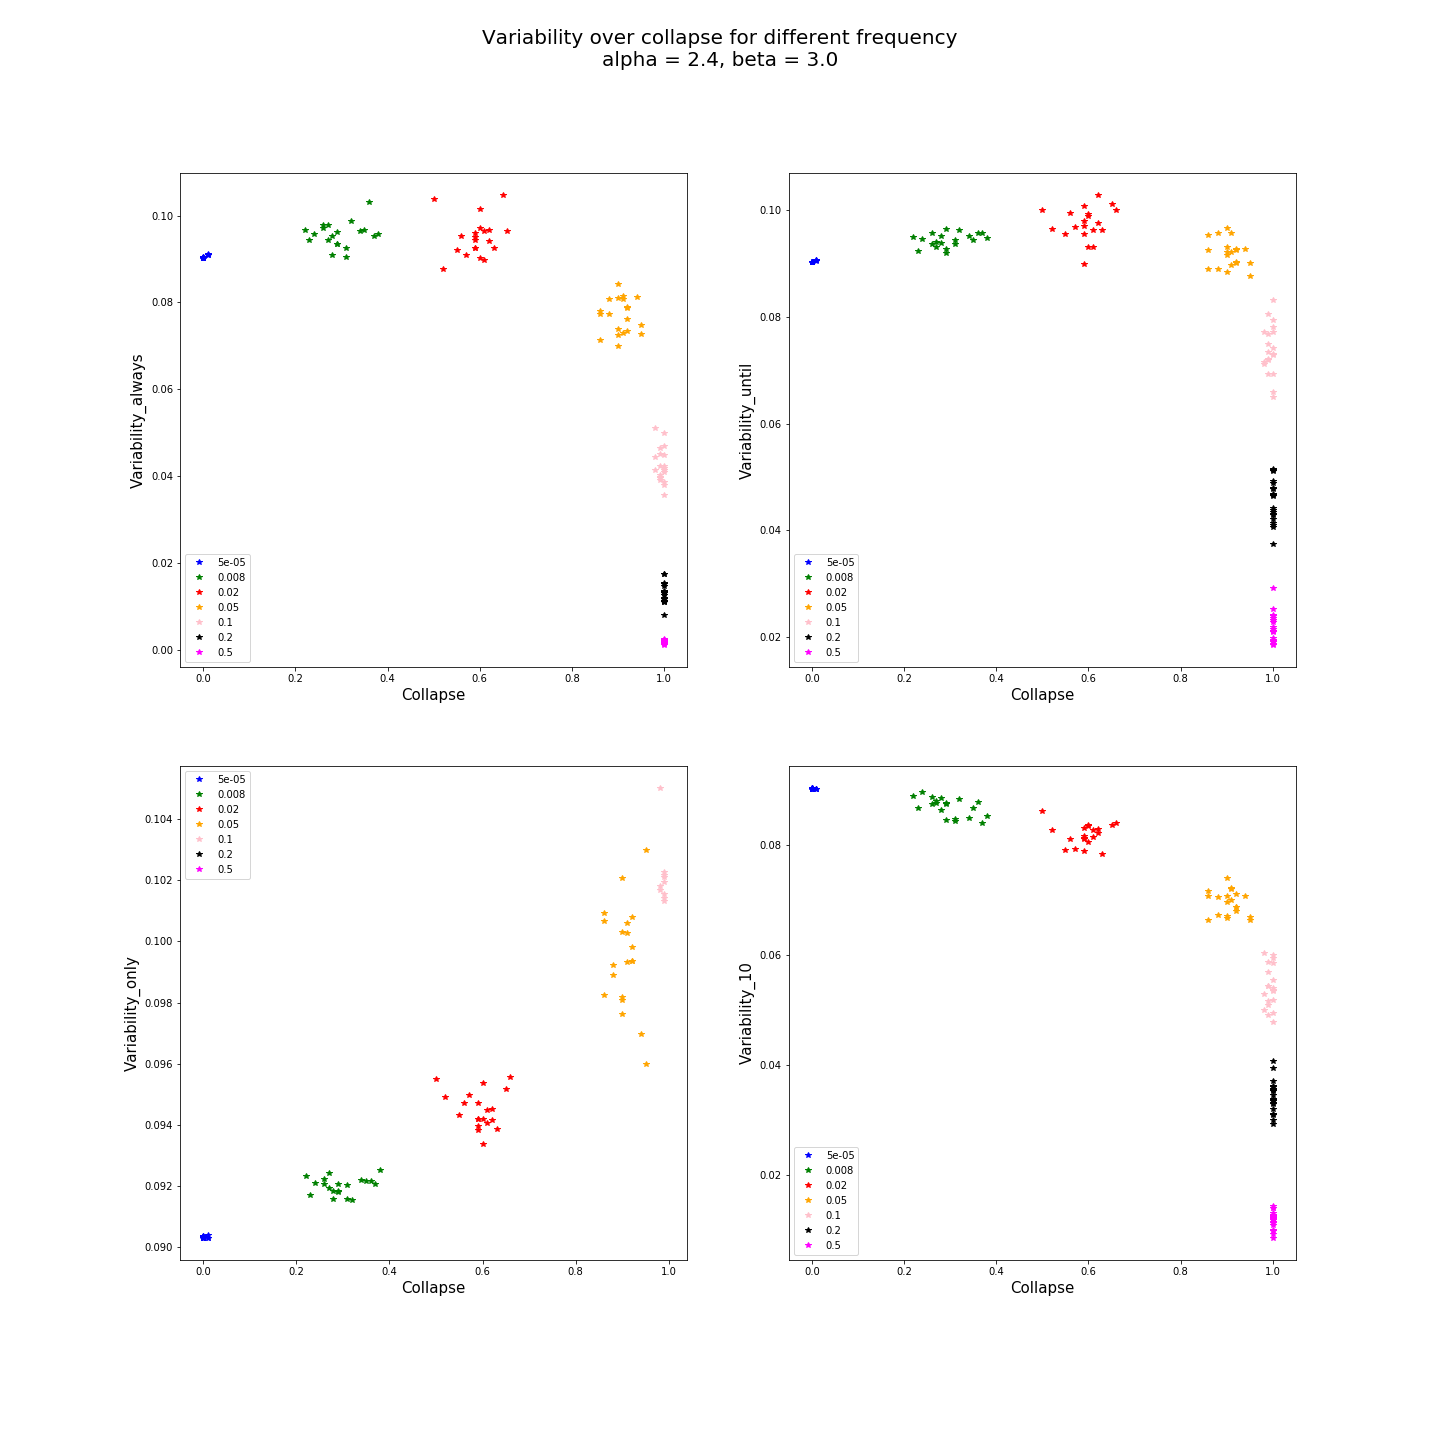 Variability over collapse for different frequency
alpha = 2.4, beta = 3.0
0.10
0.08
0.06
0.04
0.02
0.00
Variability_always
5e-05
0.008
0.02
0.05
0.1
0.2
0.5
0.0 0.2 0.4 0.6 0.8 1.0
Collapse
0.10
0.08
0.06
0.04
0.02
Variability_until
5e-05
0.008
0.02
0.05
0.1
0.2
0.5
0.0 0.2 0.4 0.6 0.8 1.0
Collapse
0.104
0.102
0.100
0.098
0.096
0.094
0.092
0.090
Variability_only
5e-05
0.008
0.02
0.05
0.1
0.2
0.5
0.0 0.2 0.4 0.6 0.8 1.0
Collapse
0.08
0.06
0.04
0.02
Variability_10
5e-05
0.008
0.02
0.05
0.1
0.2
0.5
0.0 0.2 0.4 0.6 0.8 1.0
Collapse